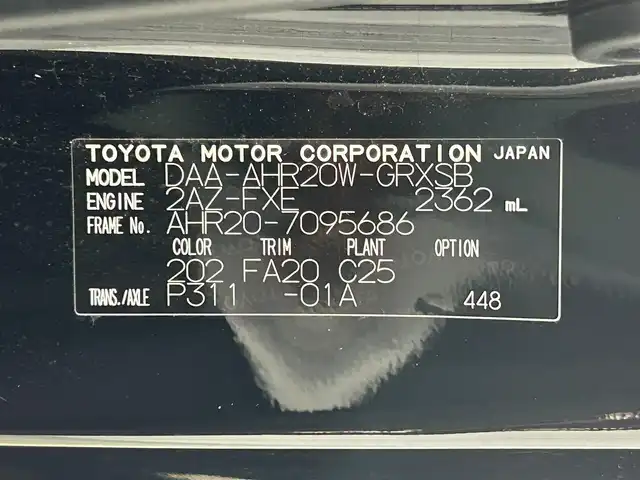 TOYOTA MOTOR CORPORATION JAPAN
MODEL DAA-AHR20W-GRXSB
ENGINE 2AZ-FXE 2362 mL
FRAME No. AHR20-7095686
COLOR TRIM PLANT OPTION
202 FA20 C25
TRANS./AXLE P311 -01A 448